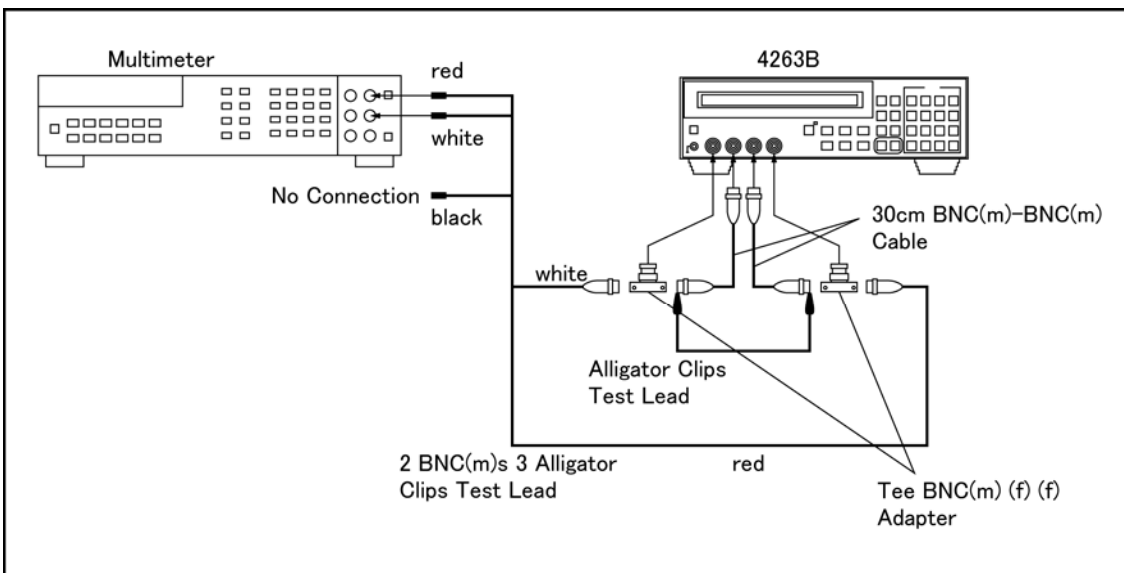 Multimeter
4263B
red
white
No Connection
black
30cm BNC(m)-BNC(m)
Cable
white
Alligator Clips
Test Lead
2 BNC(m)s 3 Alligator
Clips Test Lead
red
Tee BNC(m) (f) (f)
Adapter